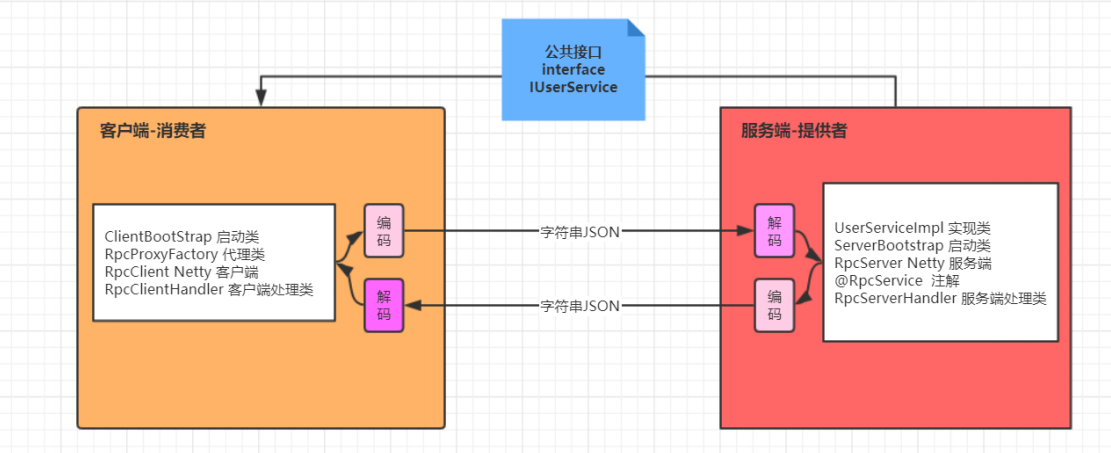 公共接口
interface
IUserService
客户端-消费者
ClientBootStrap 启动类
RpcProxyFactory 代理类
RpcClient Netty 客户端
RpcClientHandler 客户端处理类
编
码
解
码
字符串JSON
字符串JSON
服务端-提供者
解
码
编
码
UserServiceImpl 实现类
ServerBootstrap 启动类
RpcServer Netty 服务端
@RpcService 注解
RpcServerHandler 服务端处理类